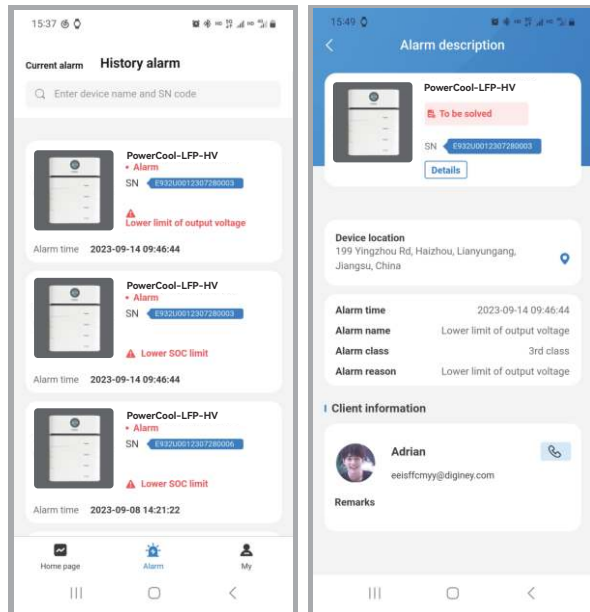 15:37
Current alarm History alarm
Enter device name and SN code
PowerCool-LFP-HV
• Alarm
SN E932U0012307280003
Lower limit of output voltage
Alarm time 2023-09-14 09:46:44
PowerCool-LFP-HV
• Alarm
SN E932U0012307280003
Lower SOC limit
Alarm time 2023-09-14 09:46:44
PowerCool-LFP-HV
• Alarm
SN E932U0012307280006
Lower SOC limit
Alarm time 2023-09-08 14:21:22
Home page Alarm My
15:49
Alarm description
PowerCool-LFP-HV
To be solved
SN E932U0012307280003
Details
Device location
199 Yingzhou Rd, Haizhou, Lianyungang,
Jiangsu, China
Alarm time 2023-09-14 09:46:44
Alarm name Lower limit of output voltage
Alarm class 3rd class
Alarm reason Lower limit of output voltage
Client information
Adrian
eeisffcmyy@diginey.com
Remarks